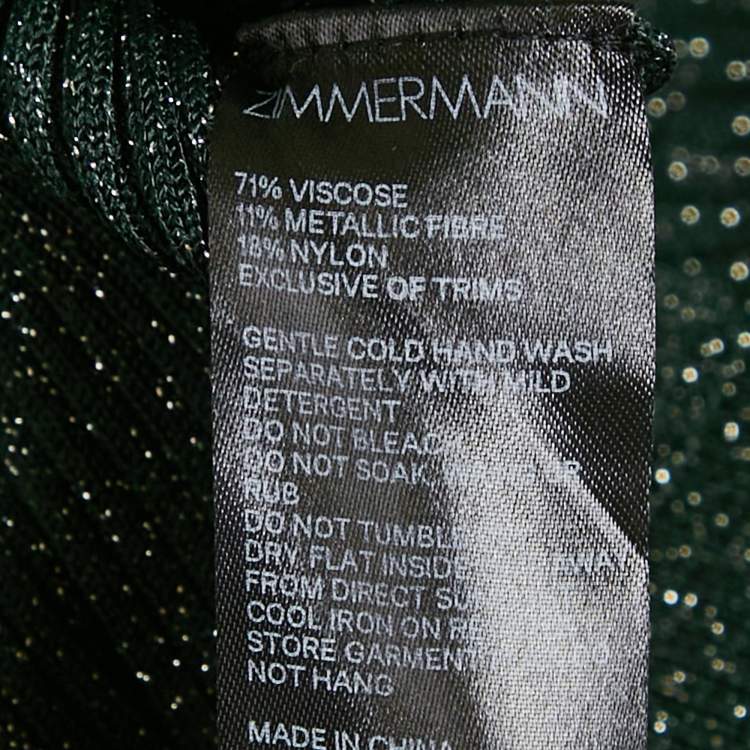 ZIMMERMANN
71% VISCOSE
11% METALLIC FIBRE
18% NYLON
EXCLUSIVE OF TRIMS
GENTLE COLD HAND WASH
SEPARATELY WITH MILD
DETERGENT
DO NOT BLEACH
DO NOT SOAK, OR
RUB
DO NOT TUMBLE
DRY FLAT INSIDE AWAY
FROM DIRECT
COOL IRON ON
STORE GARMENT
NOT HANG
MADE IN CHINA